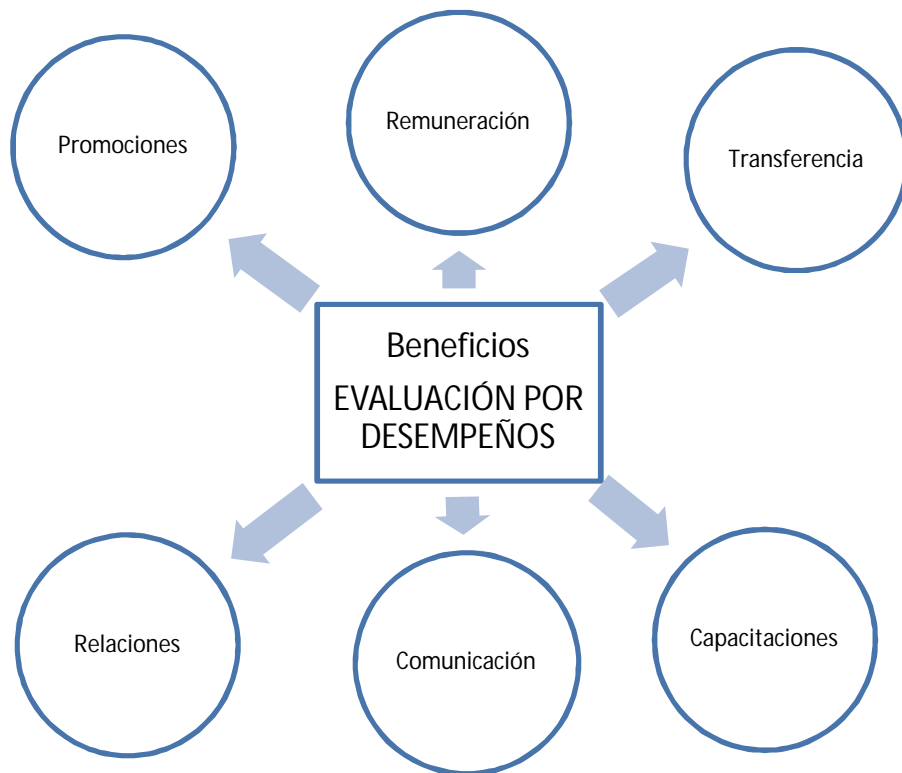 Promociones
Remuneración
Transferencia
Beneficios
EVALUACIÓN POR
DESEMPEÑOS
Relaciones
Comunicación
Capacitaciones